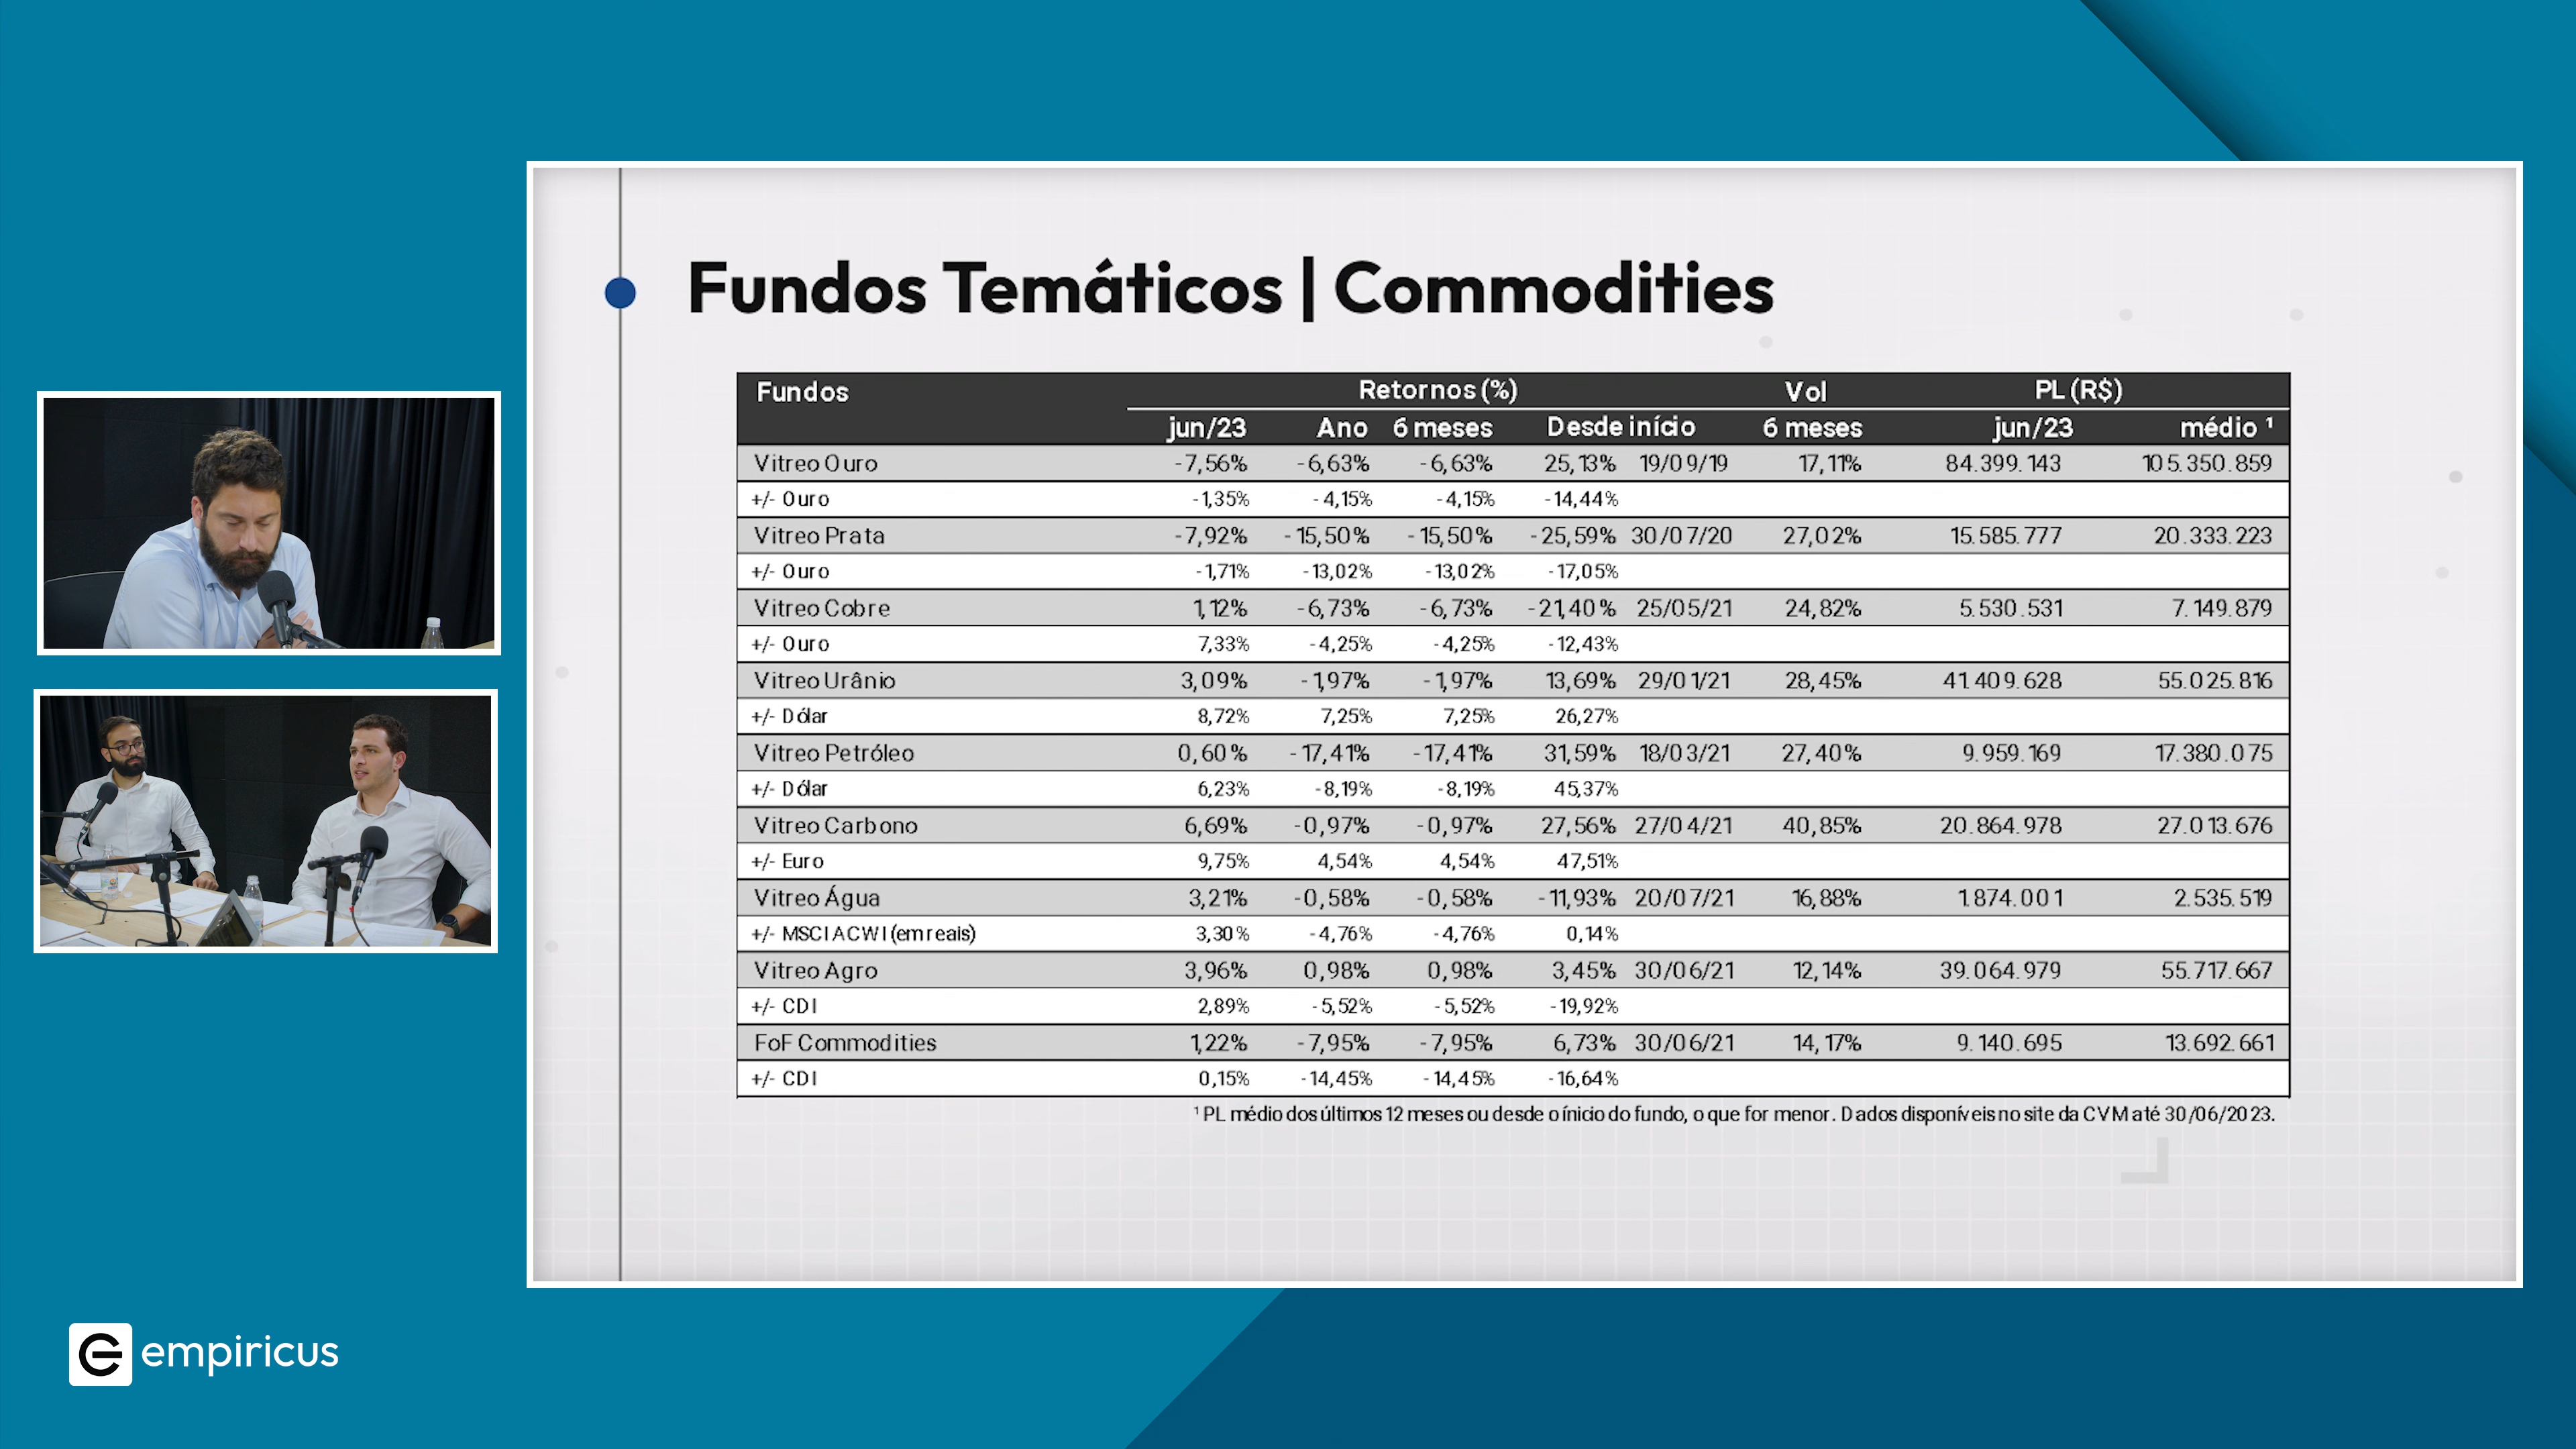 Fundos Temáticos | Commodities
Fundos Retornos (%) Vol PL (R$)
jun/23 Ano 6 meses Desde início 6 meses jun/23 médio ¹
Vitreo Ouro -7,56% -6,63% -6,63% 25,13% 19/09/19 17,11% 84.399.143 105.350.859
+/- Ouro -1,35% -4,15% -4,15% -14,44%
Vitreo Prata -7,92% -15,50% -15,50% -25,59% 30/07/20 27,02% 15.585.777 20.333.223
+/- Ouro -1,71% -13,02% -13,02% -17,05%
Vitreo Cobre 1,12% -6,73% -6,73% -21,40% 25/05/21 24,82% 5.530.531 7.149.879
+/- Ouro 7,33% -4,25% -4,25% -12,43%
Vitreo Urânio 3,09% -1,97% -1,97% 13,69% 29/01/21 28,45% 41.409.628 55.025.816
+/- Dólar 8,72% 7,25% 7,25% 26,27%
Vitreo Petróleo 0,60% -17,41% -17,41% 31,59% 18/03/21 27,40% 9.959.169 17.380.075
+/- Dólar 6,23% -8,19% -8,19% 45,37%
Vitreo Carbono 6,69% -0,97% -0,97% 27,56% 27/04/21 40,85% 20.864.978 27.013.676
+/- Euro 9,75% 4,54% 4,54% 47,51%
Vitreo Água 3,21% -0,58% -0,58% -11,93% 20/07/21 16,88% 1.874.001 2.535.519
+/- MSCI ACWI (em reais) 3,30% -4,76% -4,76% 0,14%
Vitreo Agro 3,96% 0,98% 0,98% 3,45% 30/06/21 12,14% 39.064.979 55.717.667
+/- CDI 2,89% -5,52% -5,52% -19,92%
FoF Commodities 1,22% -7,95% -7,95% 6,73% 30/06/21 14,17% 9.140.695 13.692.661
+/- CDI 0,15% -14,45% -14,45% -16,64%
¹ PL médio dos últimos 12 meses ou desde o ínicio do fundo, o que for menor. Dados disponíveis no site da CVM até 30/06/2023.
empiricus